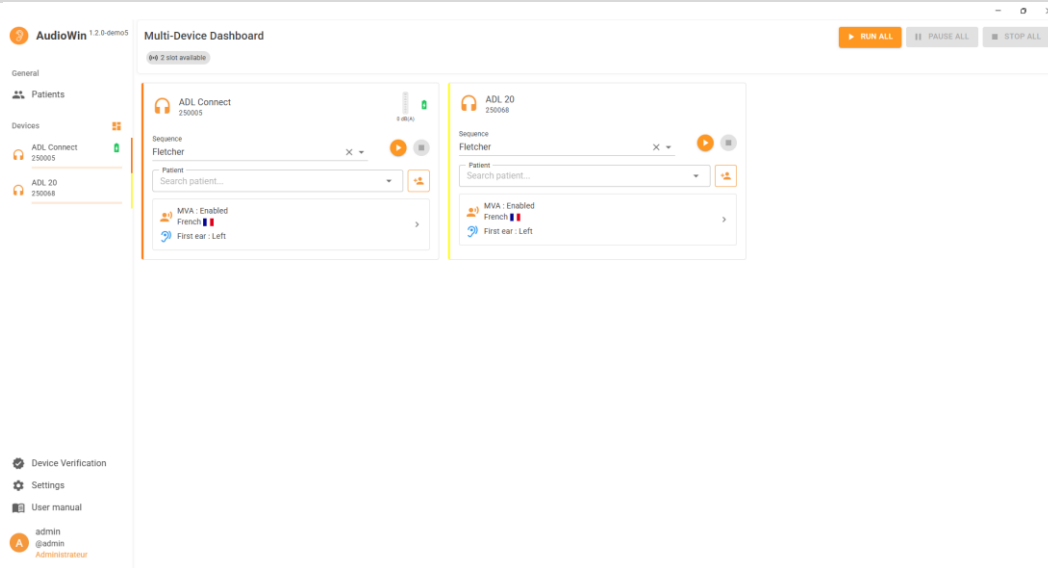 AudioWin 1.2.0-demo5
General
Patients
Devices
ADL Connect
250005
ADL 20
250068
Device Verification
Settings
User manual
A
admin
@admin
Administrateur
Multi-Device Dashboard
2 slot available
RUN ALL
PAUSE ALL
STOP ALL
ADL Connect
250005
0 dB(A)
Sequence
Fletcher
Patient
Search patient...
MVA : Enabled
French
First ear : Left
ADL 20
250068
Sequence
Fletcher
Patient
Search patient...
MVA : Enabled
French
First ear : Left